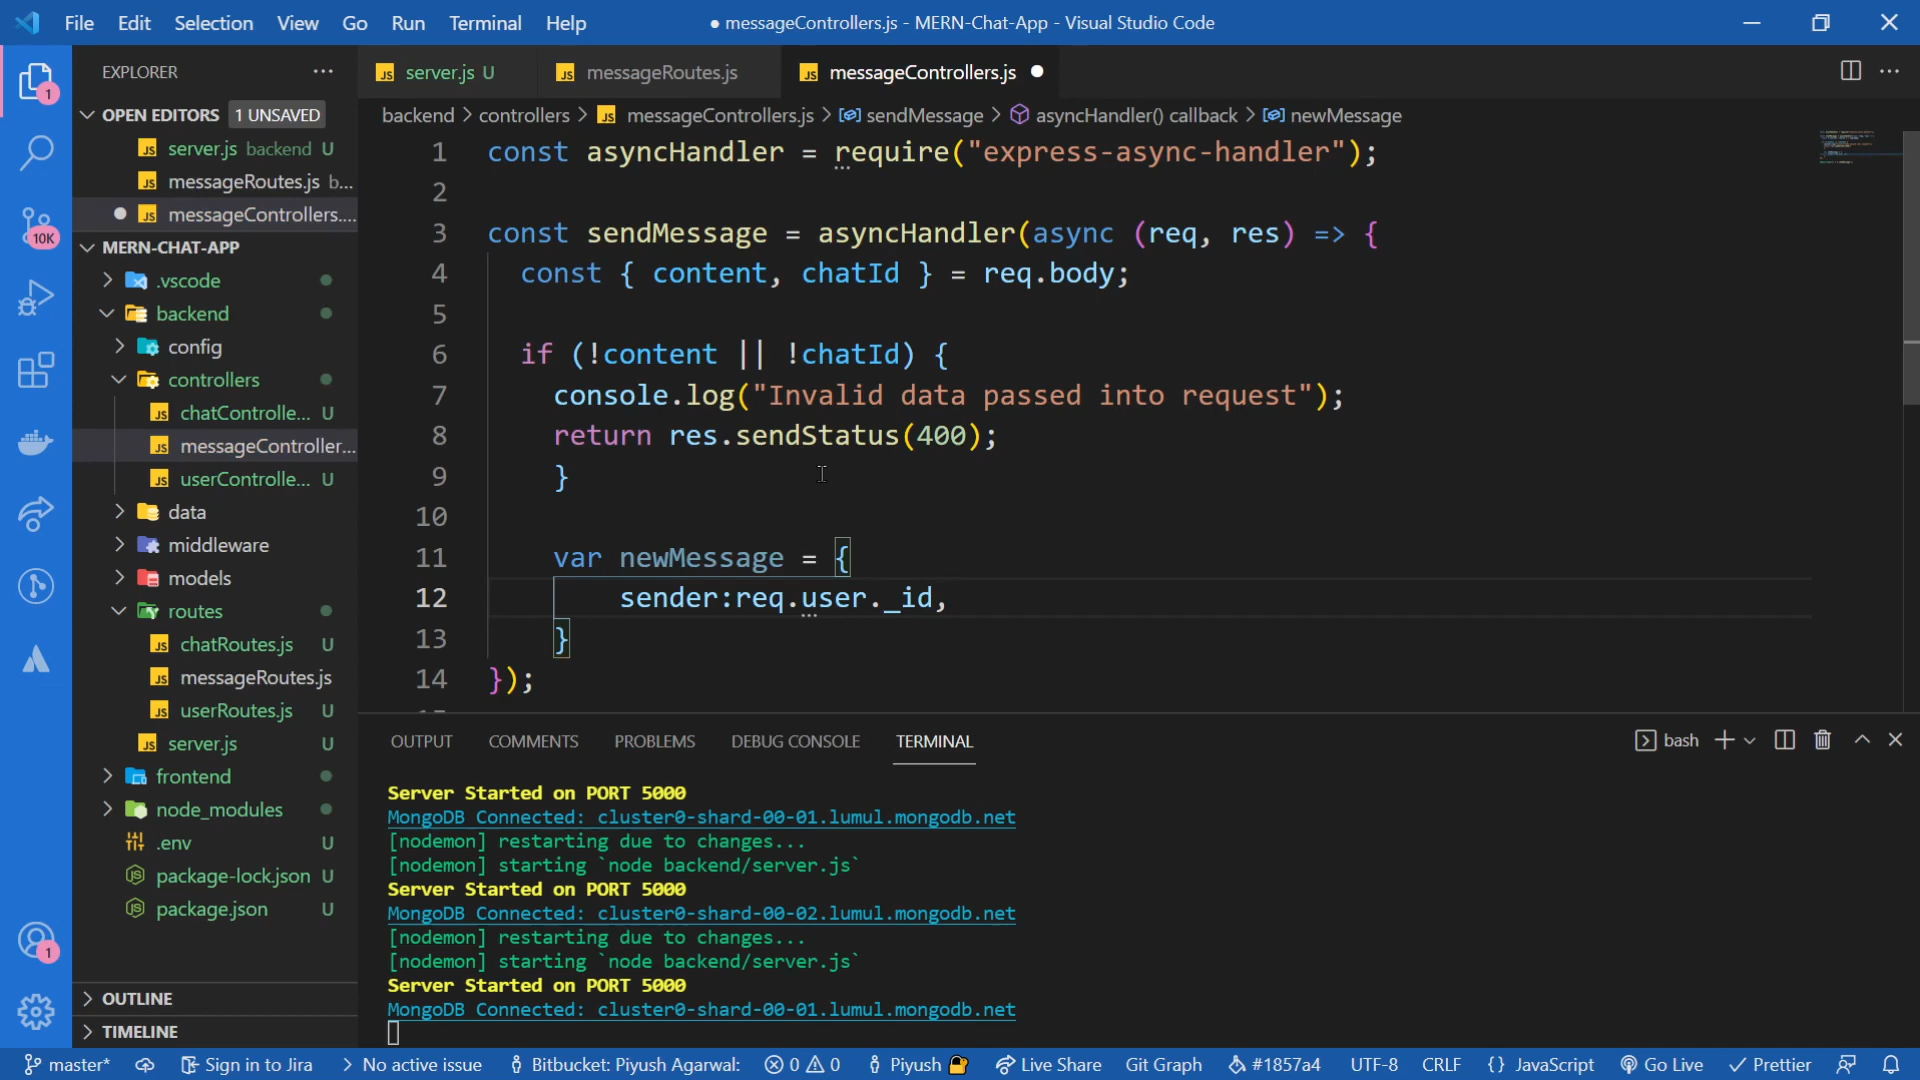 File Edit Selection View Go Run Terminal Help
● messageControllers.js - MERN-Chat-App - Visual Studio Code
EXPLORER
server.js U
messageRoutes.js
messageControllers.js
OPEN EDITORS 1 UNSAVED
server.js backend U
messageRoutes.js b...
messageControllers....
MERN-CHAT-APP
.vscode
backend
config
controllers
chatControlle... U
messageController...
userControlle... U
data
middleware
models
routes
chatRoutes.js U
messageRoutes.js
userRoutes.js U
server.js U
frontend
node_modules
.env U
package-lock.json U
package.json U
OUTLINE
TIMELINE
1
10K
1
backend > controllers > messageControllers.js > sendMessage > asyncHandler() callback > newMessage
1 const asyncHandler = require("express-async-handler");
2
3 const sendMessage = asyncHandler(async (req, res) => {
4 const { content, chatId } = req.body;
5
6 if (!content || !chatId) {
7 console.log("Invalid data passed into request");
8 return res.sendStatus(400);
9 }
10
11 var newMessage = {
12 sender:req.user._id,
13 }
14 });
OUTPUT COMMENTS PROBLEMS DEBUG CONSOLE TERMINAL
bash
Server Started on PORT 5000
MongoDB Connected: cluster0-shard-00-01.lumul.mongodb.net
[nodemon] restarting due to changes...
[nodemon] starting `node backend/server.js`
Server Started on PORT 5000
MongoDB Connected: cluster0-shard-00-02.lumul.mongodb.net
[nodemon] restarting due to changes...
[nodemon] starting `node backend/server.js`
Server Started on PORT 5000
MongoDB Connected: cluster0-shard-00-01.lumul.mongodb.net
master* Sign in to Jira No active issue Bitbucket: Piyush Agarwal: 0 0 Piyush Live Share Git Graph #1857a4 UTF-8 CRLF {} JavaScript Go Live Prettier